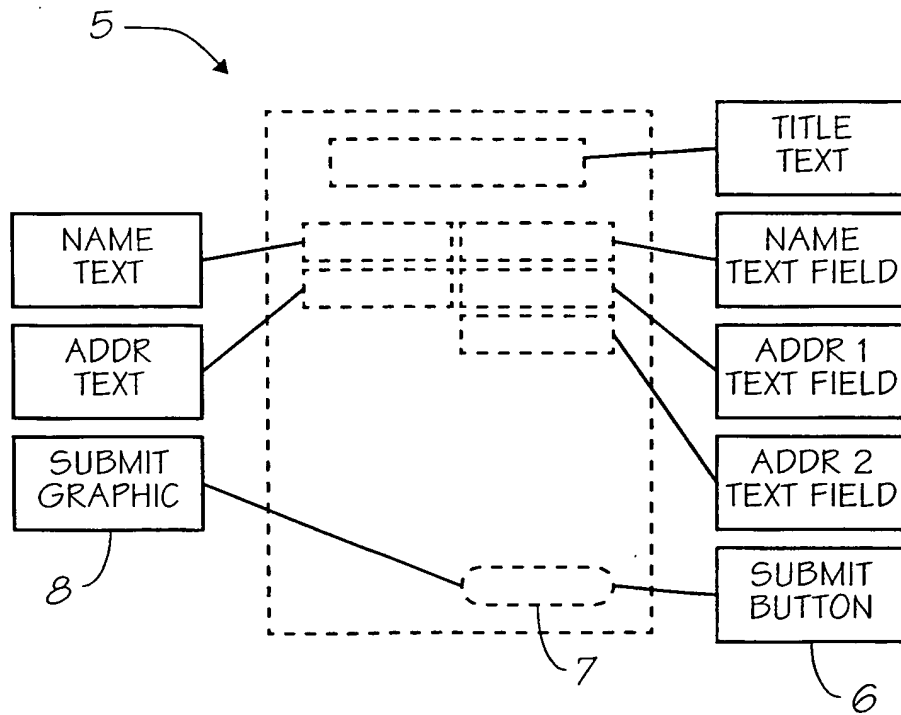 5
TITLE
TEXT
NAME
TEXT
NAME
TEXT FIELD
ADDR
TEXT
ADDR 1
TEXT FIELD
SUBMIT
GRAPHIC
ADDR 2
TEXT FIELD
SUBMIT
BUTTON
8
7
6